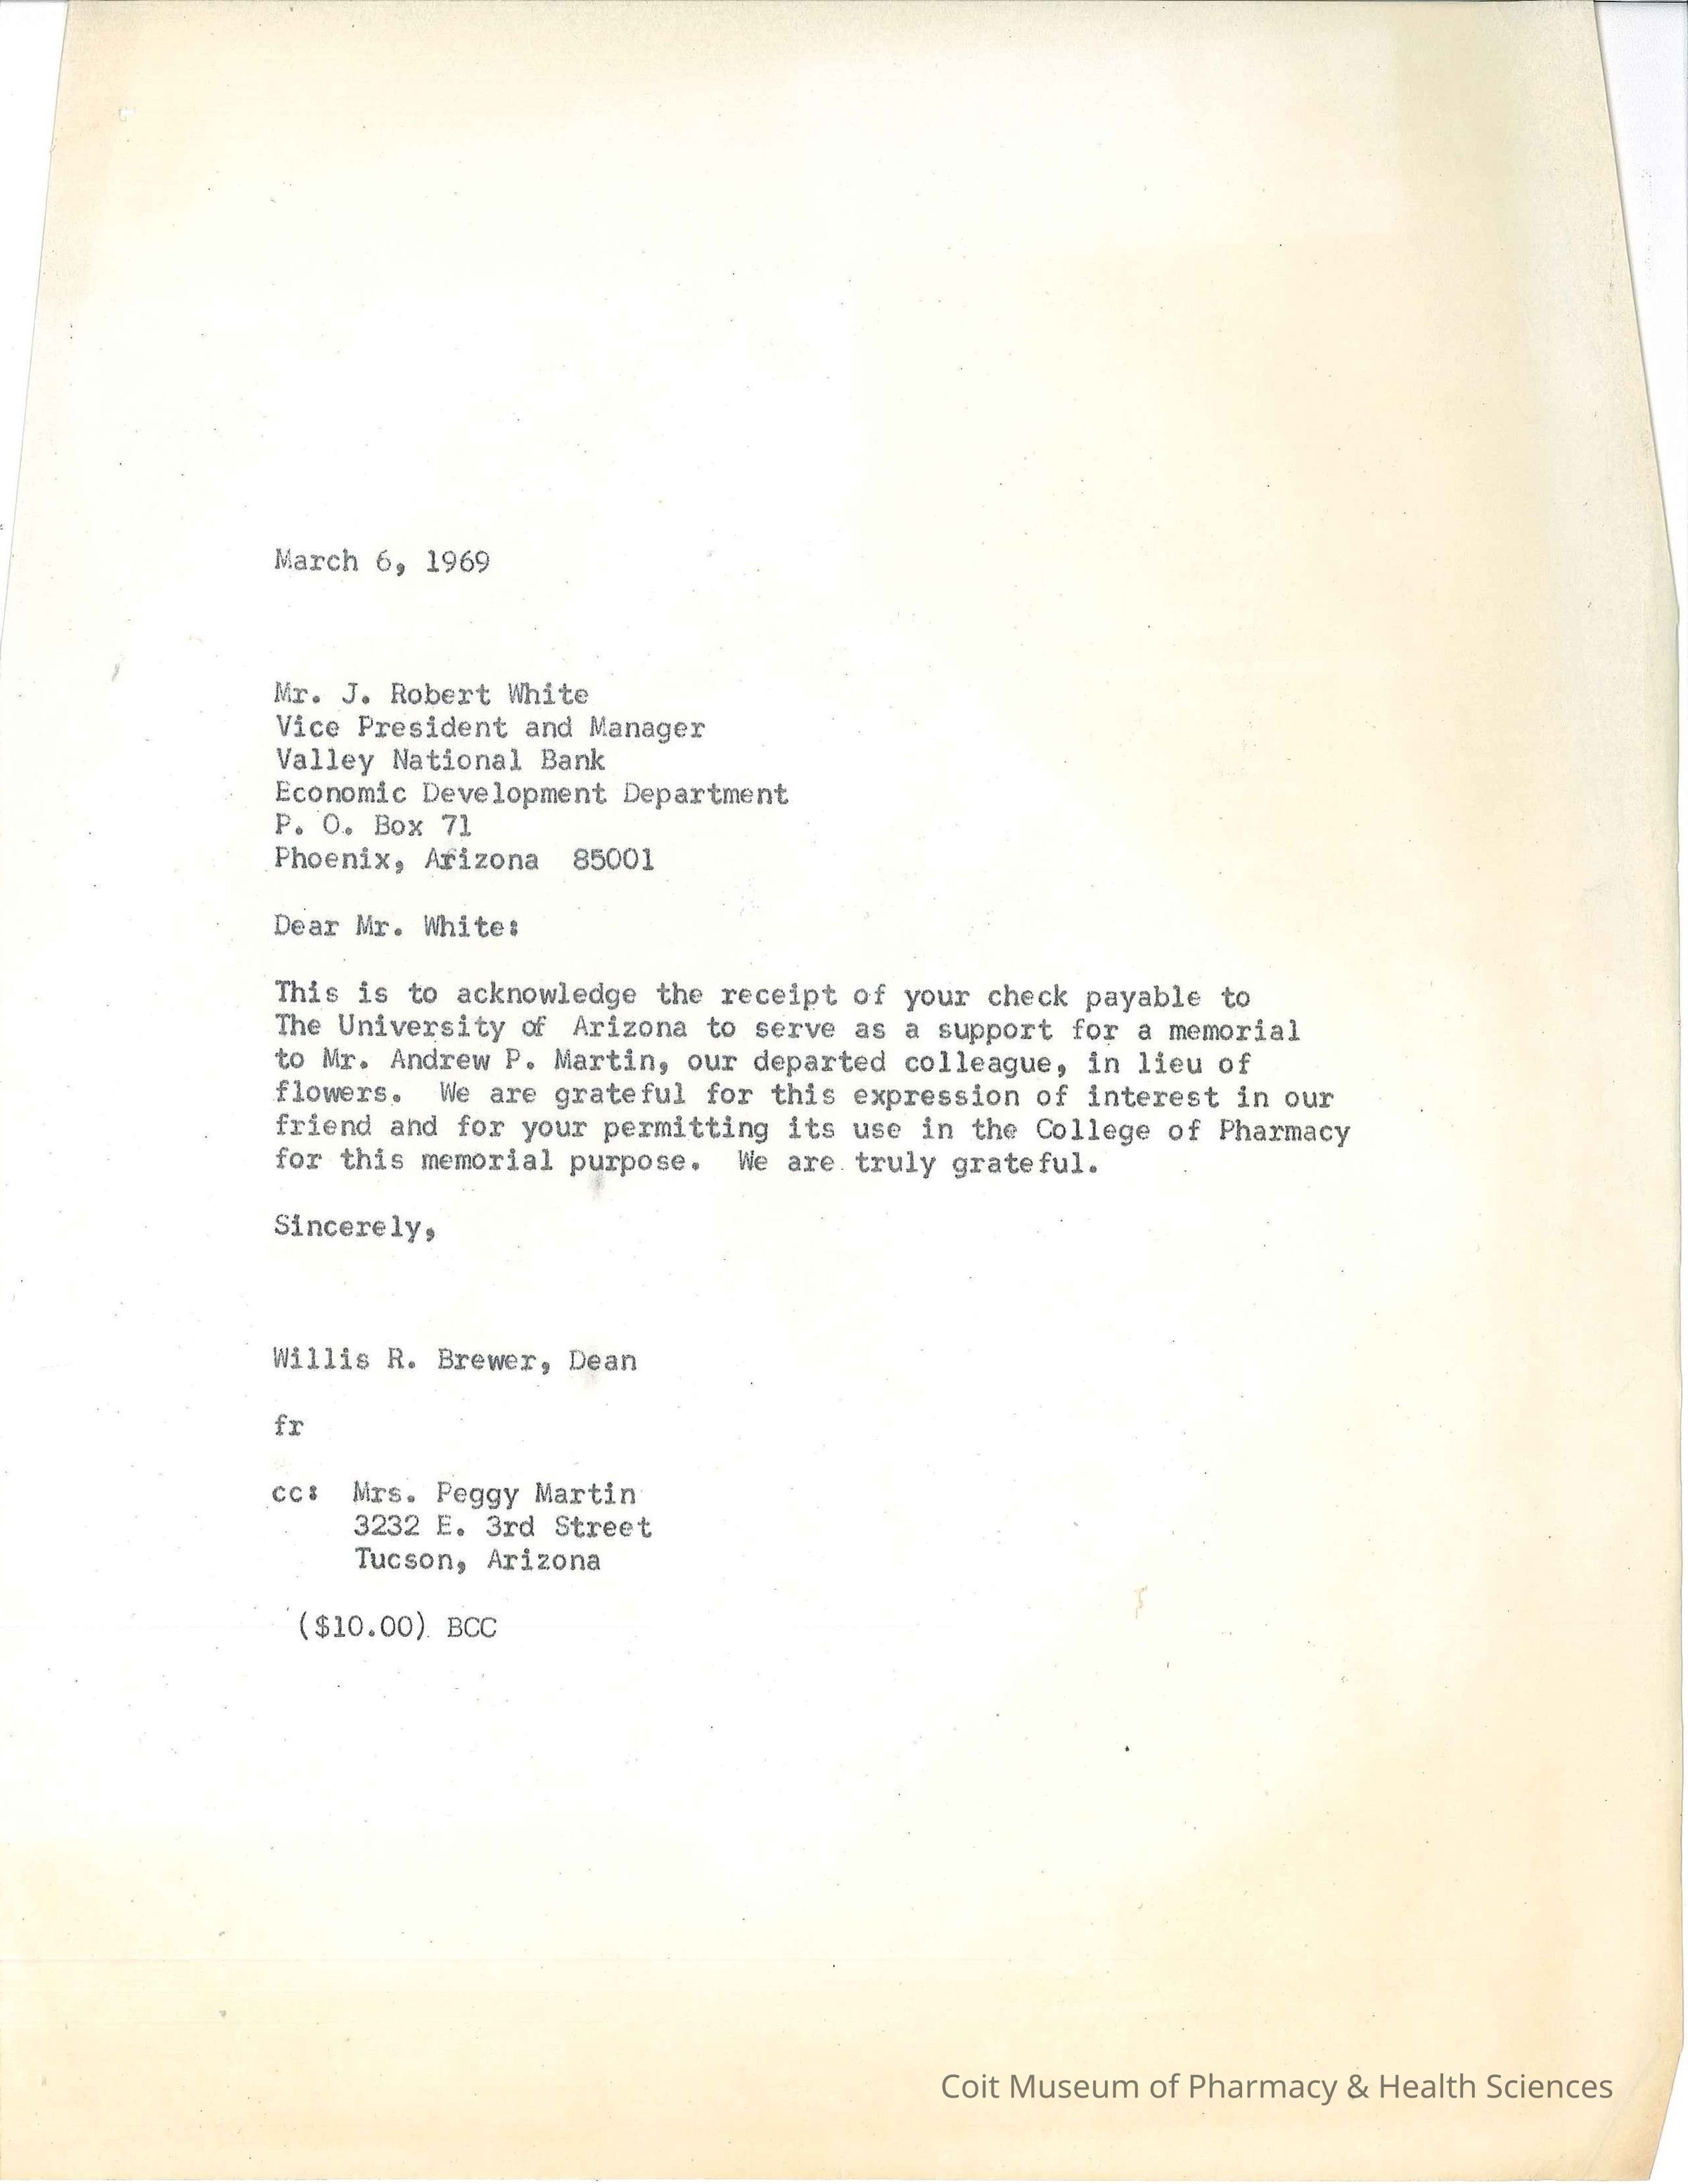 March 6, 1969
Mr. J. Robert White
Vice President and Manager
Valley National Bank
Economic Development Department
P. O. Box 71
Phoenix, Arizona  85001
Dear Mr. White:
This is to acknowledge the receipt of your check payable to
The University of  Arizona to serve as a support for a memorial
to Mr. Andrew P. Martin, our departed colleague, in lieu of
flowers.  We are grateful for this expression of interest in our
friend and for your permitting its use in the College of Pharmacy
for this memorial purpose.  We are truly grateful.
Sincerely,
Willis R. Brewer, Dean
fr
cc:  Mrs. Peggy Martin
3232 E. 3rd Street
Tucson, Arizona
($10.00) BCC
Coit Museum of Pharmacy & Health Sciences